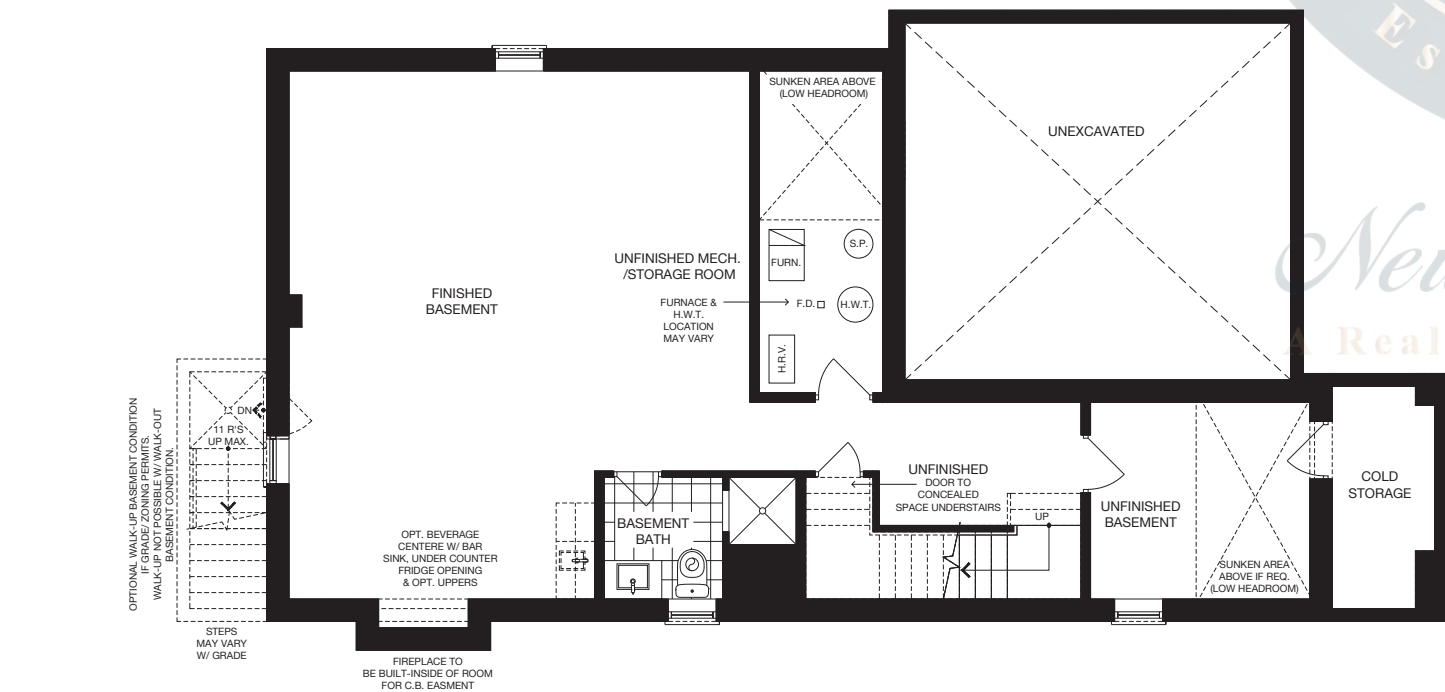 SUNKEN AREA ABOVE
(LOW HEADROOM)
UNEXCAVATED
Es
UNFINISHED MECH.
/STORAGE ROOM
FURN.
S.P.
FINISHED
BASEMENT
FURNACE &
H.W.T.
LOCATION
MAY VARY
F.D.
H.W.T.
H.R.V.
A Real
DN
11 R'S
UP MAX.
OPTIONAL WALK-UP BASEMENT CONDITION
IF GRADE/ ZONING PERMITS.
WALK-UP NOT POSSIBLE W/ WALK-OUT
BASEMENT CONDITION.
STEPS
MAY VARY
W/ GRADE
OPT. BEVERAGE
CENTERE W/ BAR
SINK, UNDER COUNTER
FRIDGE OPENING
& OPT. UPPERS
FIREPLACE TO
BE BUILT-INSIDE OF ROOM
FOR C.B. EASMENT
BASEMENT
BATH
UNFINISHED
DOOR TO
CONCEALED
SPACE UNDERSTAIRS
UP
UNFINISHED
BASEMENT
SUNKEN AREA
ABOVE IF REQ.
(LOW HEADROOM)
COLD
STORAGE